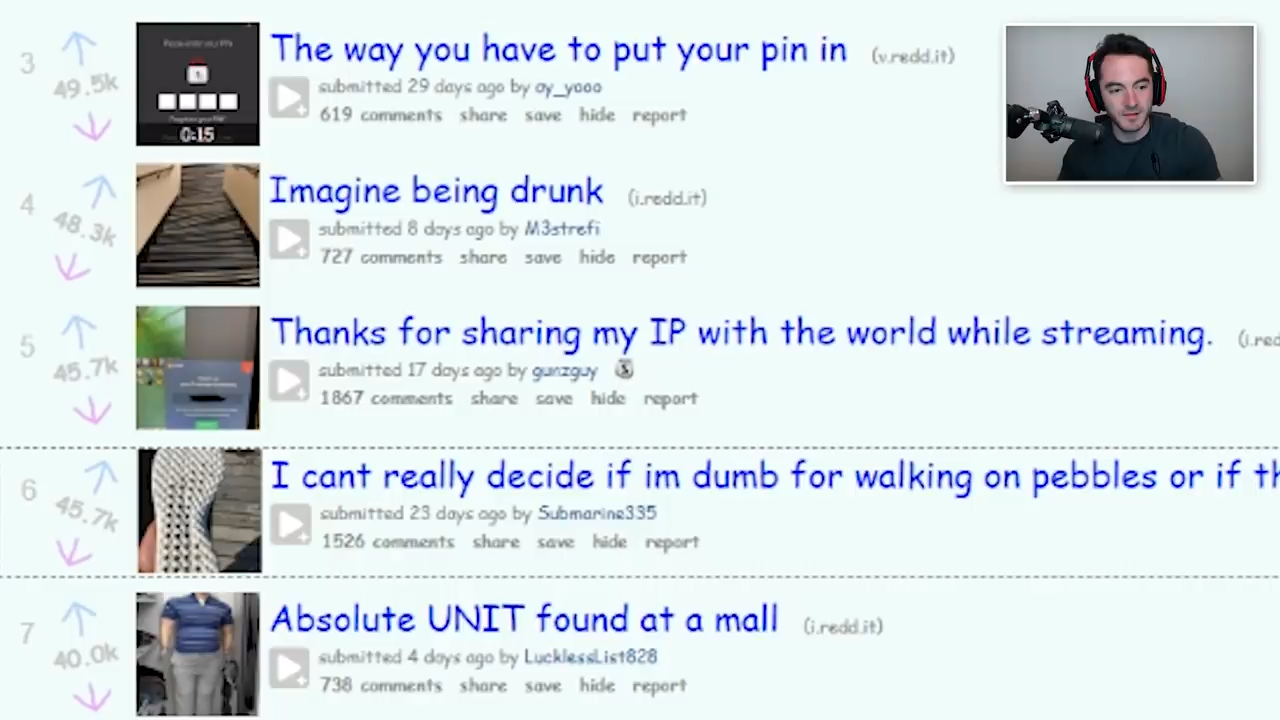 3
49.5k
0:15
The way you have to put your pin in (v.redd.it)
submitted 29 days ago by oy_yooo
619 comments share save hide report
4
48.3k
Imagine being drunk (i.redd.it)
submitted 8 days ago by M3strefi
727 comments share save hide report
5
45.7k
Thanks for sharing my IP with the world while streaming. (i.red
submitted 17 days ago by gunzguy
1867 comments share save hide report
6
45.7k
I cant really decide if im dumb for walking on pebbles or if th
submitted 23 days ago by Submarine335
1526 comments share save hide report
7
40.0k
Absolute UNIT found at a mall (i.redd.it)
submitted 4 days ago by LucklessList828
738 comments share save hide report